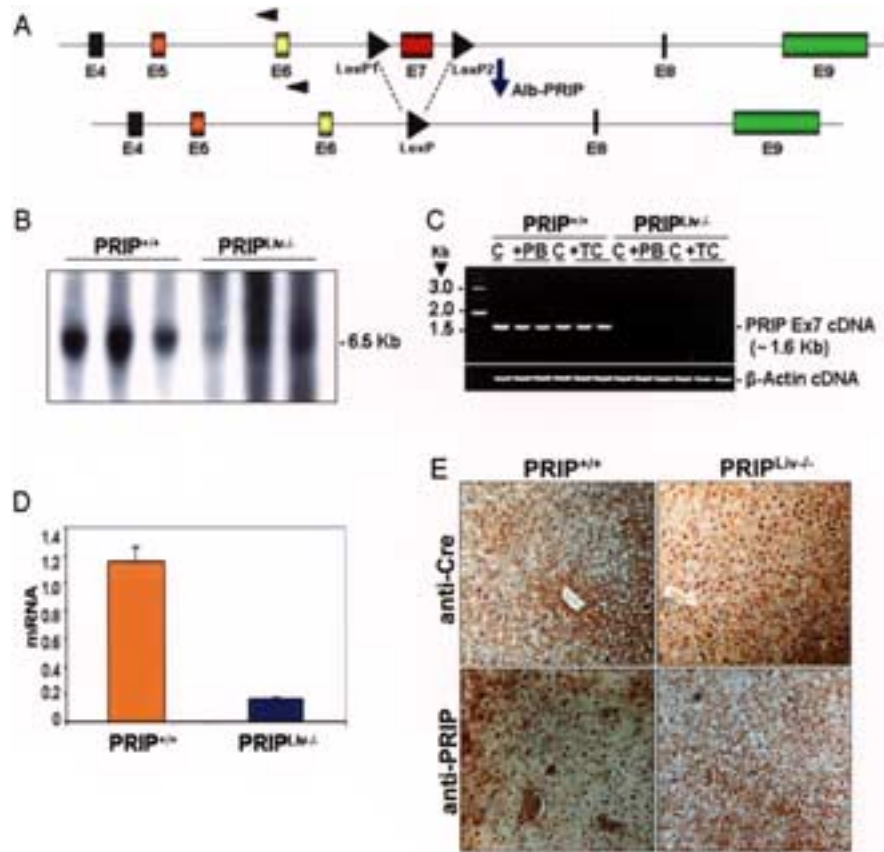 A
E4 E5 E6 LoxP1 E7 LoxP2 E8 E9
Alb-PRIP
E4 E5 E6 LoxP E8 E9
B
PRIP+/+ PRIPLiv-/-
-6.5 Kb
C
PRIP+/+ PRIPLiv-/-
Kb C +PB C +TC C +PB C +TC
3.0-
2.0-
1.5-
-PRIP Ex7 cDNA
(~ 1.6 Kb)
-β-Actin cDNA
D
mRNA
1.4
1.2
1.0
0.8
0.6
0.4
0.2
0
PRIP+/+ PRIPLiv-/-
E
PRIP+/+ PRIPLiv-/-
anti-Cre
anti-PRIP